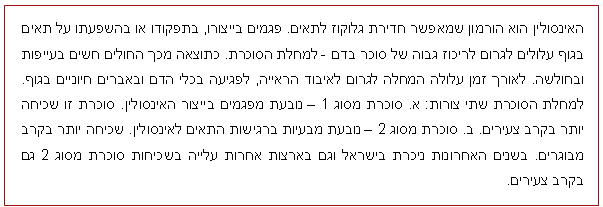 האינסולין הוא הורמון שמאפשר חדירת גלוקוז לתאים. פגמים בייצורו, בתפקודו או בהשפעתו על תאים
בגוף עלולים לגרום לריכוז גבוה של סוכר בדם - למחלת הסוכרת. כתוצאה מכך החולים חשים בעייפות
ובחולשה. לאורך זמן עלולה המחלה לגרום לאיבוד הראייה, לפגיעה בכלי הדם ובאברים חיוניים בגוף.
למחלת הסוכרת שתי צורות: א. סוכרת מסוג 1 – נובעת מפגמים בייצור האינסולין. סוכרת זו שכיחה
יותר בקרב צעירים. ב. סוכרת מסוג 2 – נובעת מבעיות ברגישות התאים לאינסולין. שכיחה יותר בקרב
מבוגרים. בשנים האחרונות ניכרת בישראל וגם בארצות אחרות עלייה בשכיחות סוכרת מסוג 2 גם
בקרב צעירים.